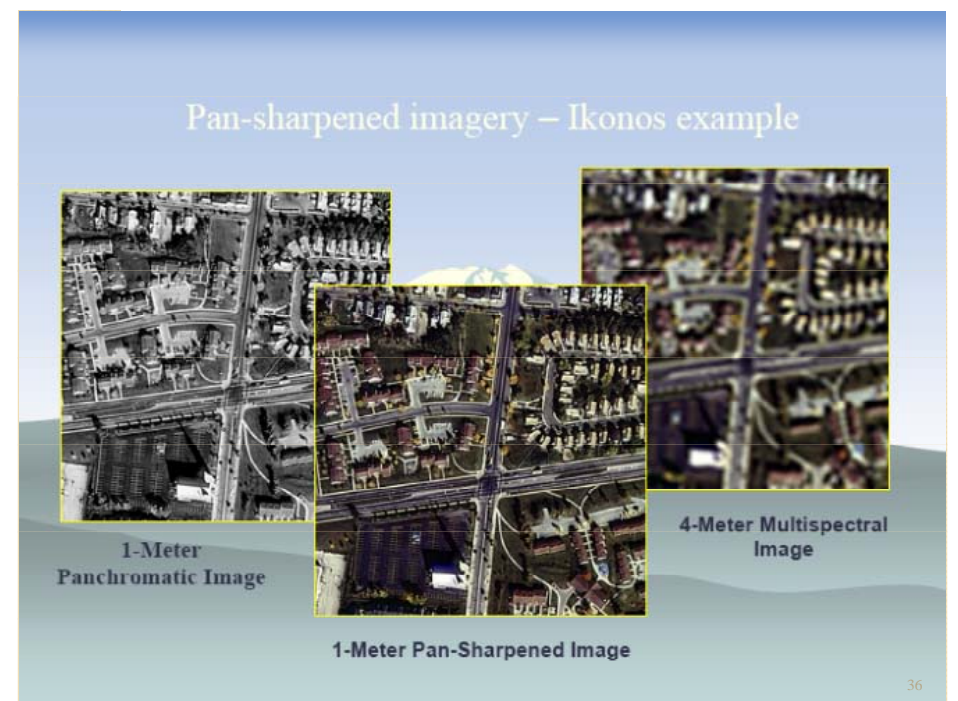 Pan-sharpened imagery – Ikonos example
1-Meter
Panchromatic Image
4-Meter Multispectral
Image
1-Meter Pan-Sharpened Image
36